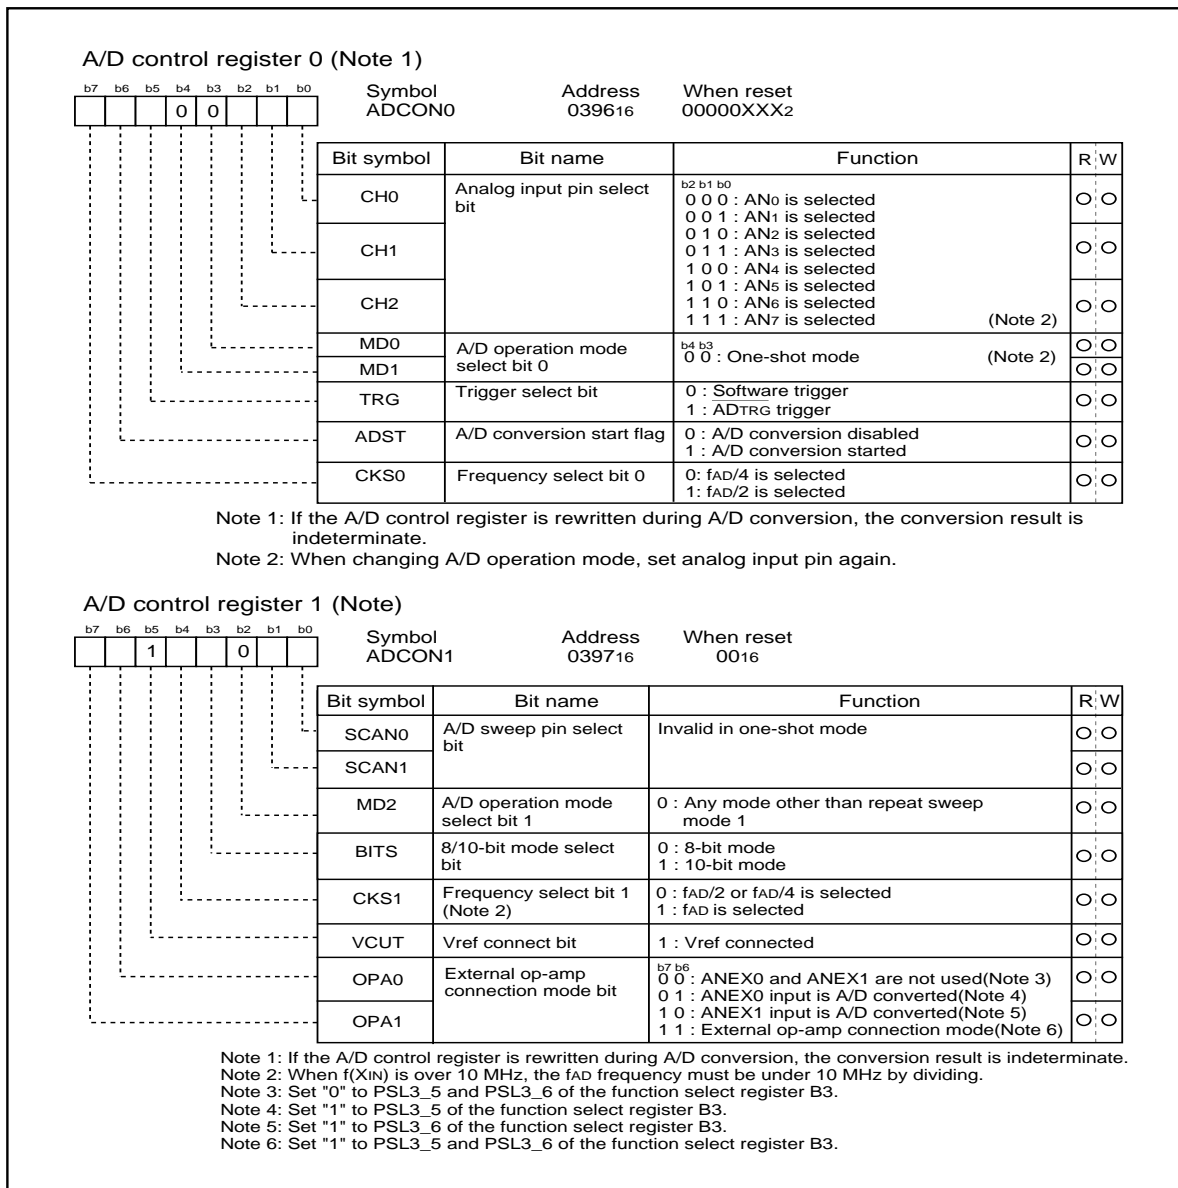 A/D control register 0 (Note 1)
b7 b6 b5 b4 b3 b2 b1 b0
0 0
Symbol Address When reset
ADCON0 039616 00000XXX2
Bit symbol Bit name Function R W
CH0 Analog input pin select bit
b2 b1 b0
0 0 0 : AN0 is selected
0 0 1 : AN1 is selected
0 1 0 : AN2 is selected
CH1 0 1 1 : AN3 is selected
1 0 0 : AN4 is selected
1 0 1 : AN5 is selected
CH2 1 1 0 : AN6 is selected
1 1 1 : AN7 is selected (Note 2)
MD0 A/D operation mode select bit 0
b4 b3
0 0 : One-shot mode (Note 2)
MD1
TRG Trigger select bit 0 : Software trigger
1 : ADTRG trigger
ADST A/D conversion start flag 0 : A/D conversion disabled
1 : A/D conversion started
CKS0 Frequency select bit 0 0: fAD/4 is selected
1: fAD/2 is selected
Note 1: If the A/D control register is rewritten during A/D conversion, the conversion result is
indeterminate.
Note 2: When changing A/D operation mode, set analog input pin again.
A/D control register 1 (Note)
b7 b6 b5 b4 b3 b2 b1 b0
1 0
Symbol Address When reset
ADCON1 039716 0016
Bit symbol Bit name Function R W
SCAN0 A/D sweep pin select bit Invalid in one-shot mode
SCAN1
MD2 A/D operation mode select bit 1 0 : Any mode other than repeat sweep
mode 1
BITS 8/10-bit mode select bit 0 : 8-bit mode
1 : 10-bit mode
CKS1 Frequency select bit 1 (Note 2) 0 : fAD/2 or fAD/4 is selected
1 : fAD is selected
VCUT Vref connect bit 1 : Vref connected
OPA0 External op-amp connection mode bit
b7 b6
0 0 : ANEX0 and ANEX1 are not used(Note 3)
0 1 : ANEX0 input is A/D converted(Note 4)
OPA1 1 0 : ANEX1 input is A/D converted(Note 5)
1 1 : External op-amp connection mode(Note 6)
Note 1: If the A/D control register is rewritten during A/D conversion, the conversion result is indeterminate.
Note 2: When f(XIN) is over 10 MHz, the fAD frequency must be under 10 MHz by dividing.
Note 3: Set "0" to PSL3_5 and PSL3_6 of the function select register B3.
Note 4: Set "1" to PSL3_5 of the function select register B3.
Note 5: Set "1" to PSL3_6 of the function select register B3.
Note 6: Set "1" to PSL3_5 and PSL3_6 of the function select register B3.